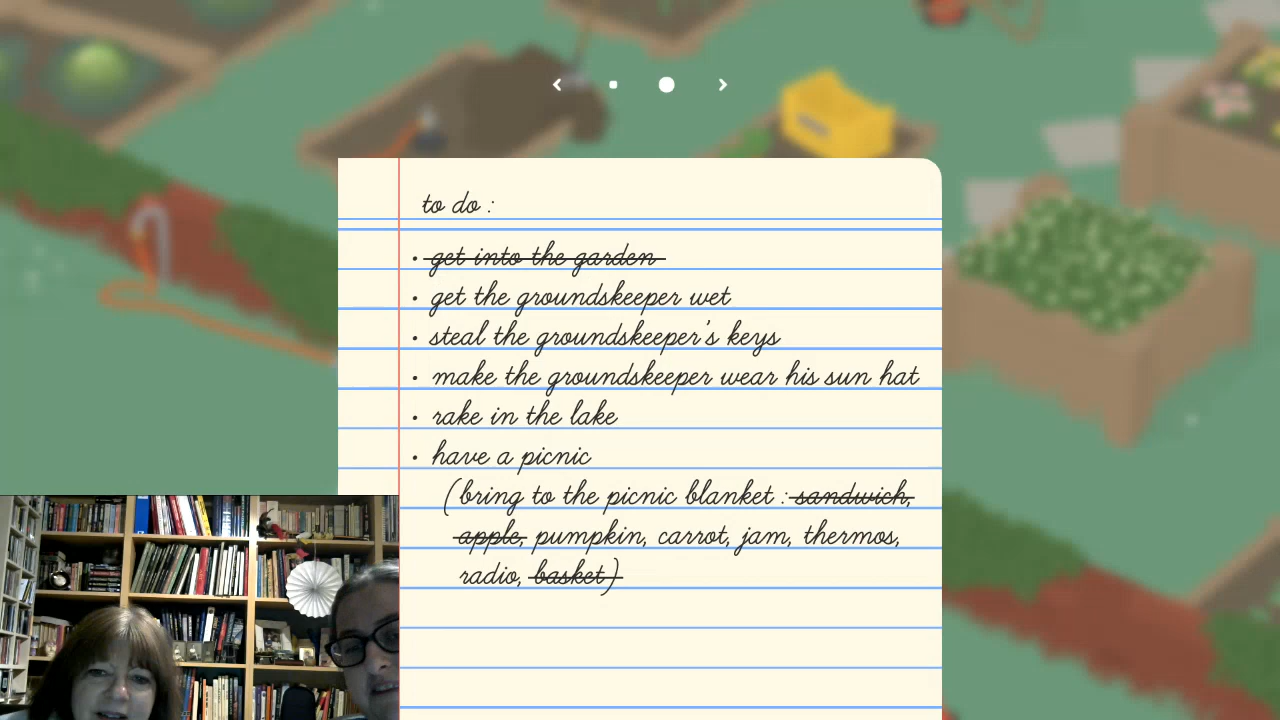 to do :
• get into the garden
• get the groundskeeper wet
• steal the groundskeeper's keys
• make the groundskeeper wear his sun hat
• rake in the lake
• have a picnic
(bring to the picnic blanket : sandwich,
apple, pumpkin, carrot, jam, thermos,
radio, basket)